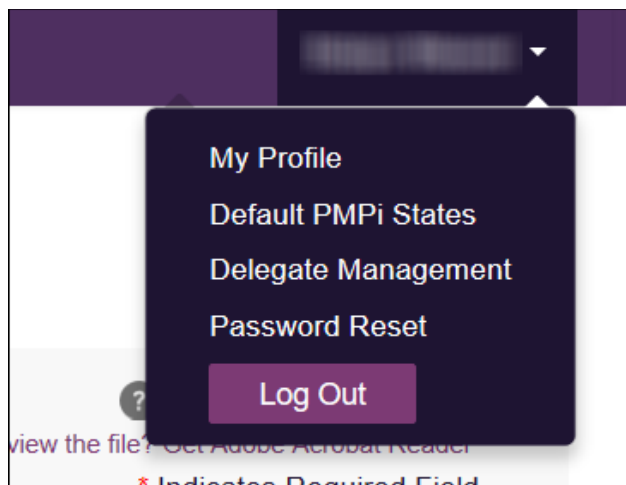 My Profile
Default PMPi States
Delegate Management
Password Reset
Log Out
?
view the file? Get Adobe Acrobat Reader
* Indicates Required Field